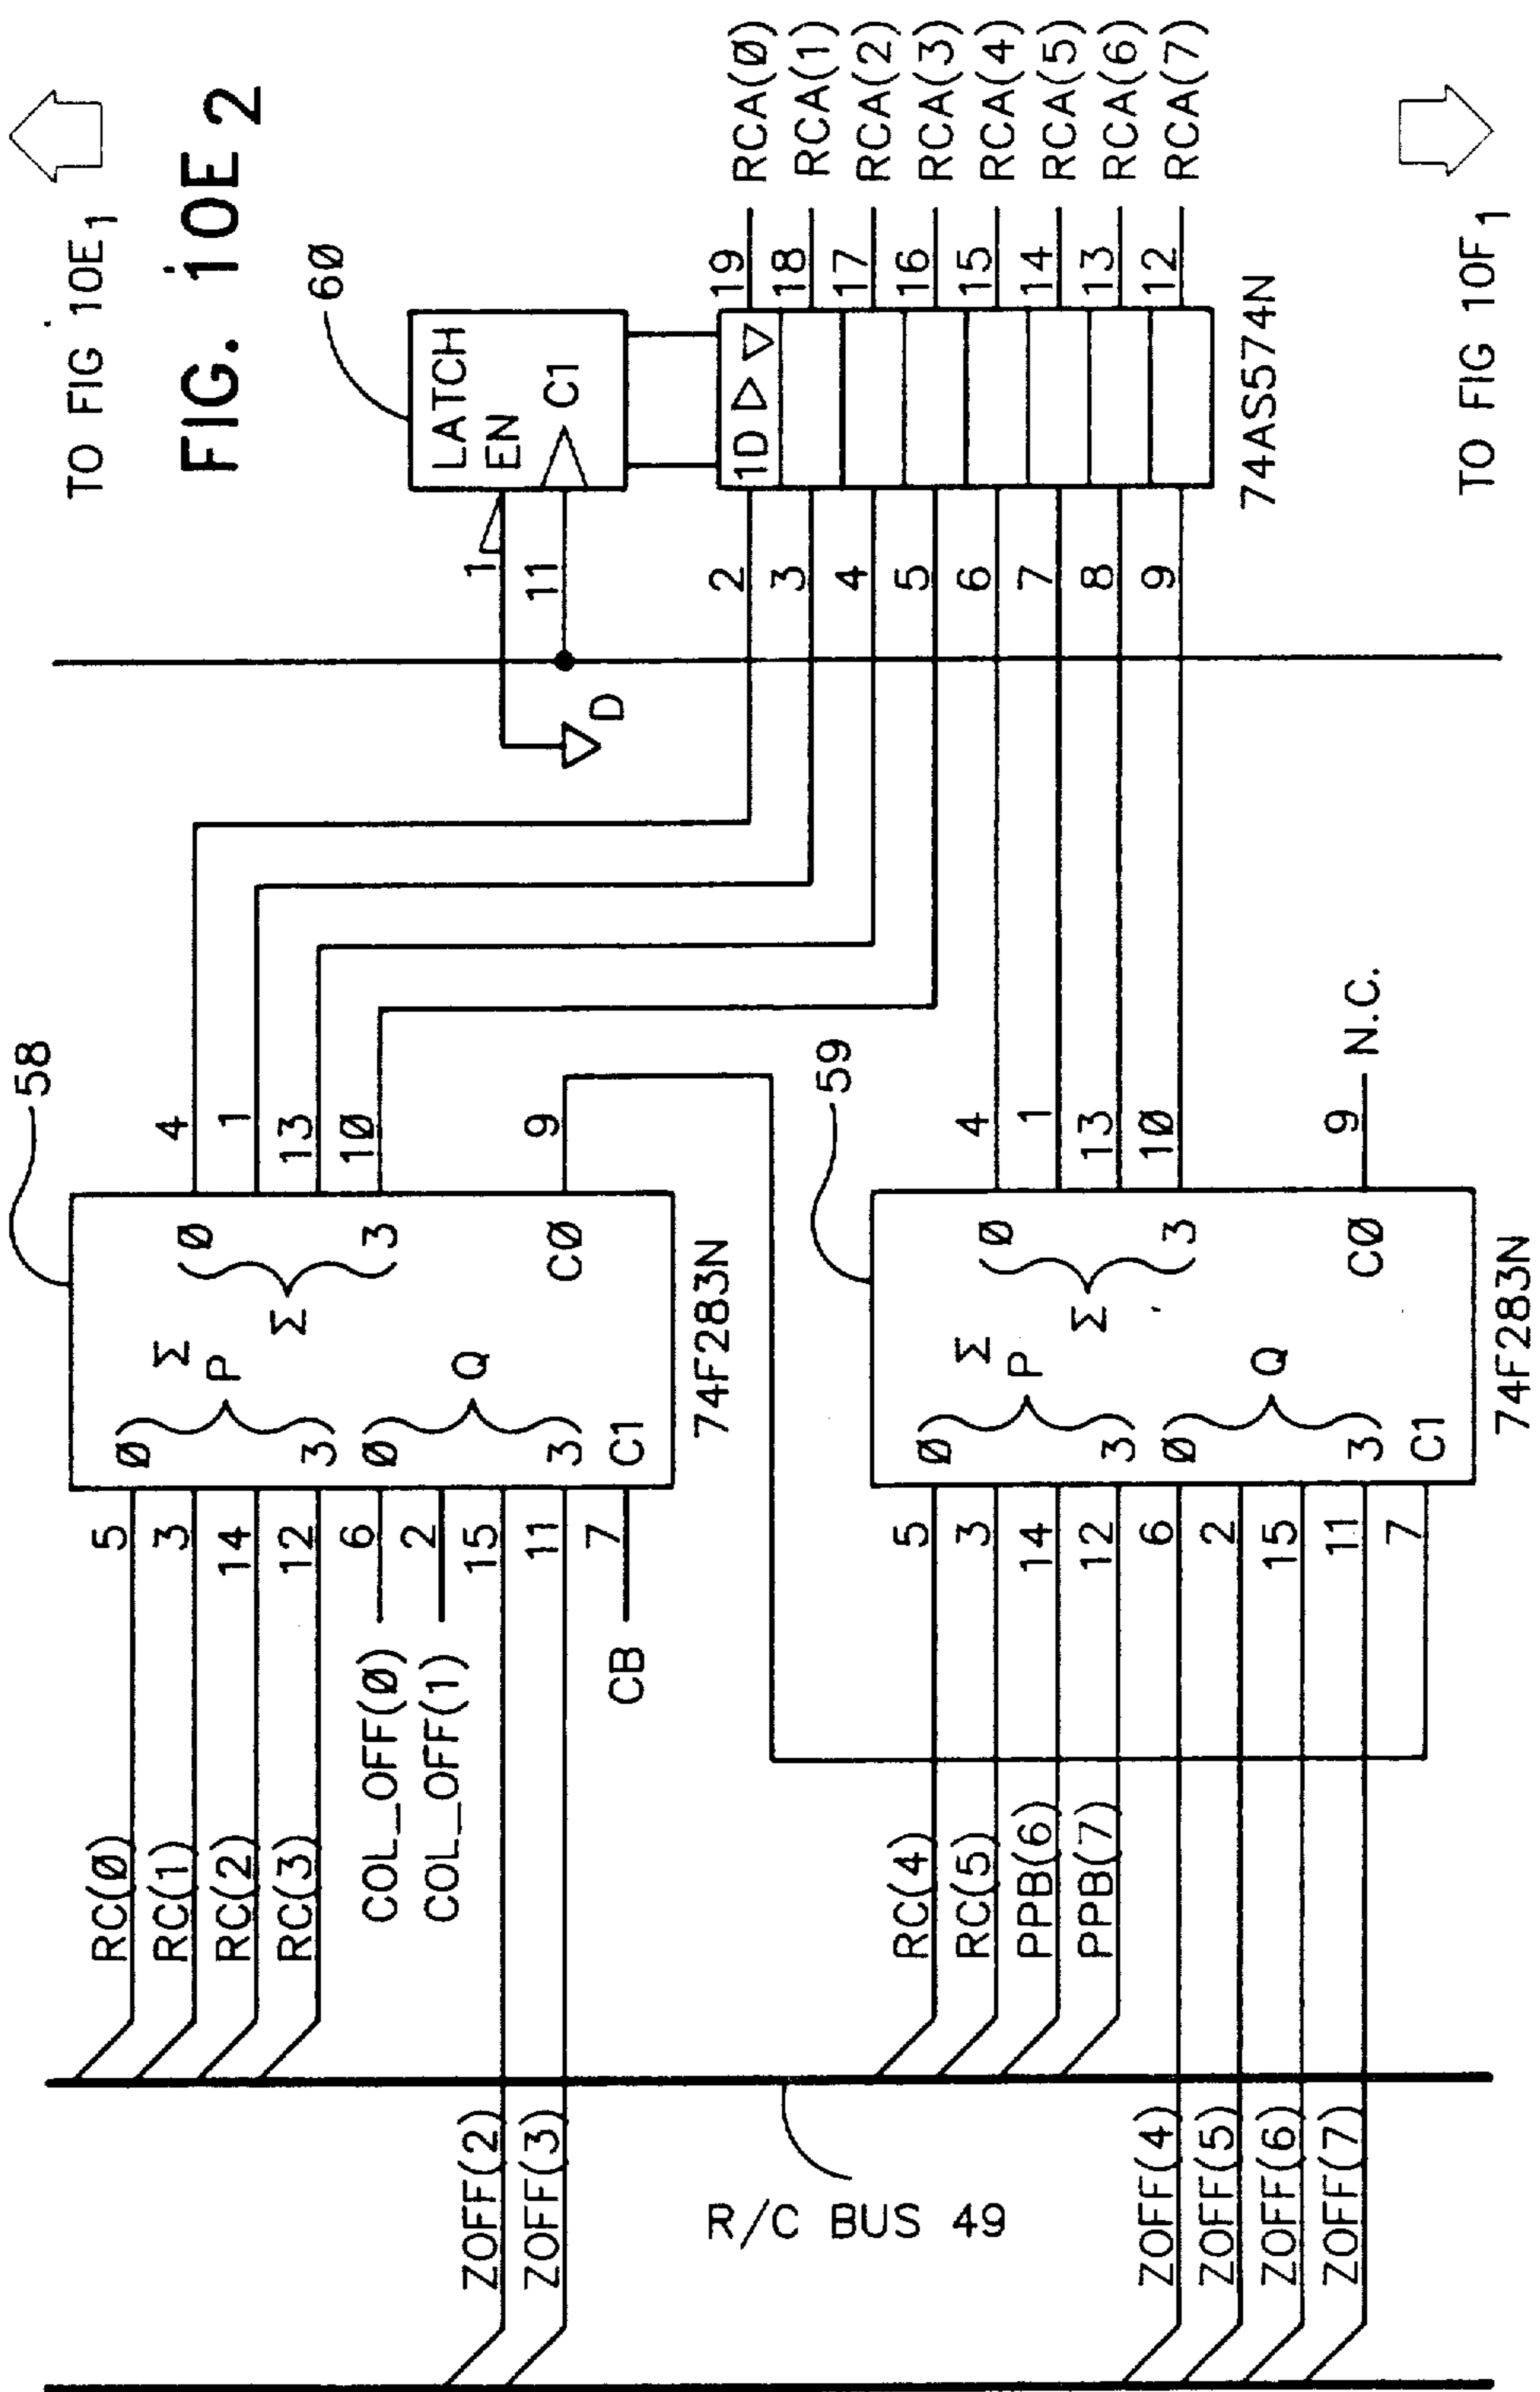 TO FIG 10E1
FIG. 10E 2
58
5
3
14
12
6
2
15
11
7
RC(Ø)
RC(1)
RC(2)
RC(3)
COL_OFF(Ø)
COL_OFF(1)
ZOFF(2)
ZOFF(3)
CB
Ø
3
P
Σ
Ø
3
Q
C1
Σ
Ø
3
CØ
4
1
13
1Ø
9
74F283N
D
60
LATCH
EN
C1
1
11
1D
2
3
4
5
6
7
8
9
19
18
17
16
15
14
13
12
RCA(Ø)
RCA(1)
RCA(2)
RCA(3)
RCA(4)
RCA(5)
RCA(6)
RCA(7)
74AS574N
R/C BUS 49
59
RC(4)
RC(5)
PPB(6)
PPB(7)
ZOFF(4)
ZOFF(5)
ZOFF(6)
ZOFF(7)
5
3
14
12
6
2
15
11
7
Ø
3
P
Σ
Ø
3
Q
C1
Σ
Ø
3
CØ
4
1
13
1Ø
9
N.C.
74F283N
TO FIG 10F1